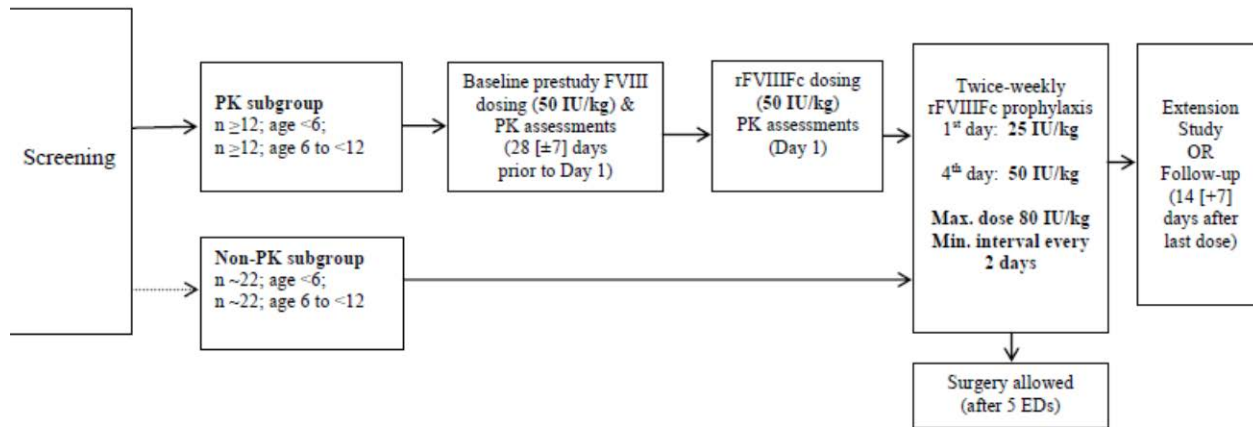 Screening
PK subgroup
n ≥12; age <6;
n ≥12; age 6 to <12
Non-PK subgroup
n ~22; age <6;
n ~22; age 6 to <12
Baseline prestudy FVIII
dosing (50 IU/kg) &
PK assessments
(28 [±7] days
prior to Day 1)
rFVIIIFc dosing
(50 IU/kg)
PK assessments
(Day 1)
Twice-weekly
rFVIIIFc prophylaxis
1st day: 25 IU/kg
4th day: 50 IU/kg
Max. dose 80 IU/kg
Min. interval every
2 days
Surgery allowed
(after 5 EDs)
Extension
Study
OR
Follow-up
(14 [+7]
days after
last dose)